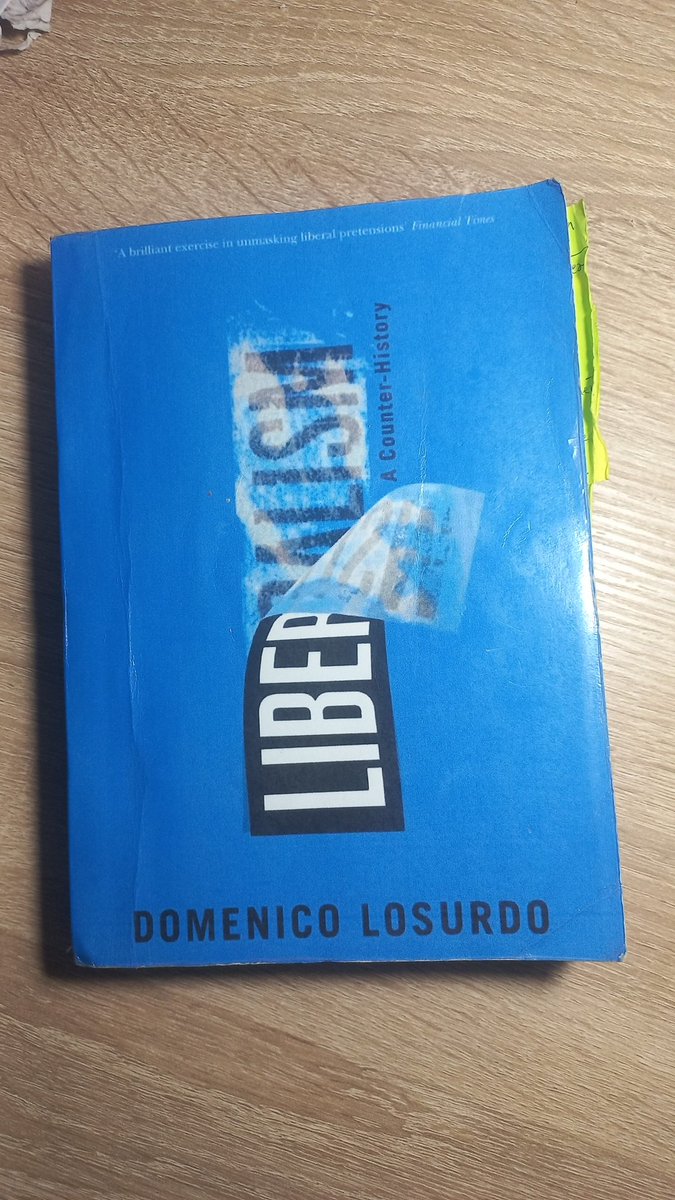 'A brilliant exercise in unmasking liberal pretensions' Financial Times
LIBERALISM
A Counter-History
DOMENICO LOSURDO